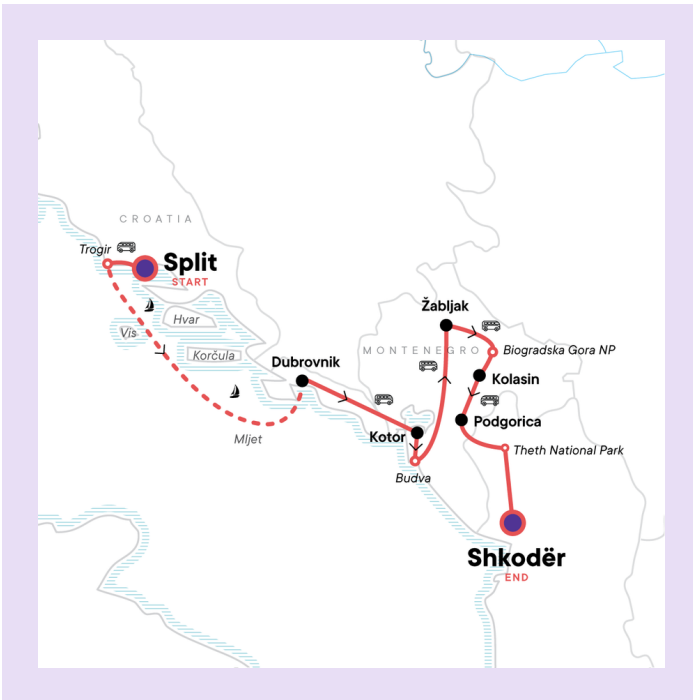 CROATIA
Trogir
Split
START
Hvar
Vis
Korčula
Dubrovnik
Mljet
Žabljak
MONTENEGRO
Biogradska Gora NP
Kolasin
Podgorica
Kotor
Theth National Park
Budva
Shkodër
END